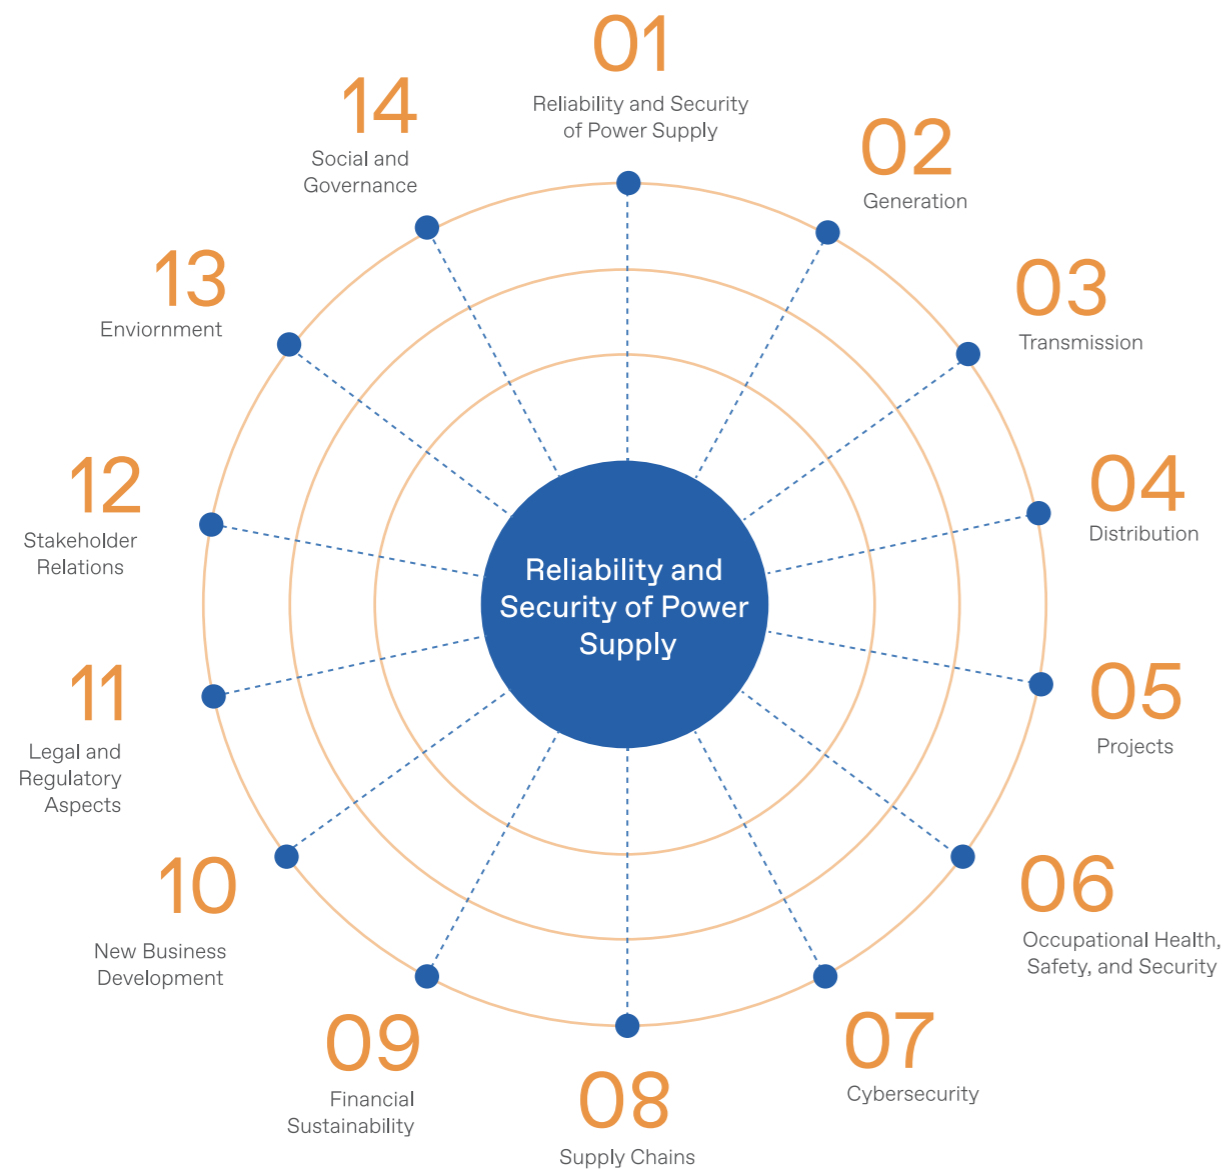 01
Reliability and Security
of Power Supply
02
Generation
03
Transmission
04
Distribution
05
Projects
06
Occupational Health,
Safety, and Security
07
Cybersecurity
08
Supply Chains
09
Financial
Sustainability
10
New Business
Development
11
Legal and
Regulatory
Aspects
12
Stakeholder
Relations
13
Enviornment
14
Social and
Governance
Reliability and
Security of Power
Supply